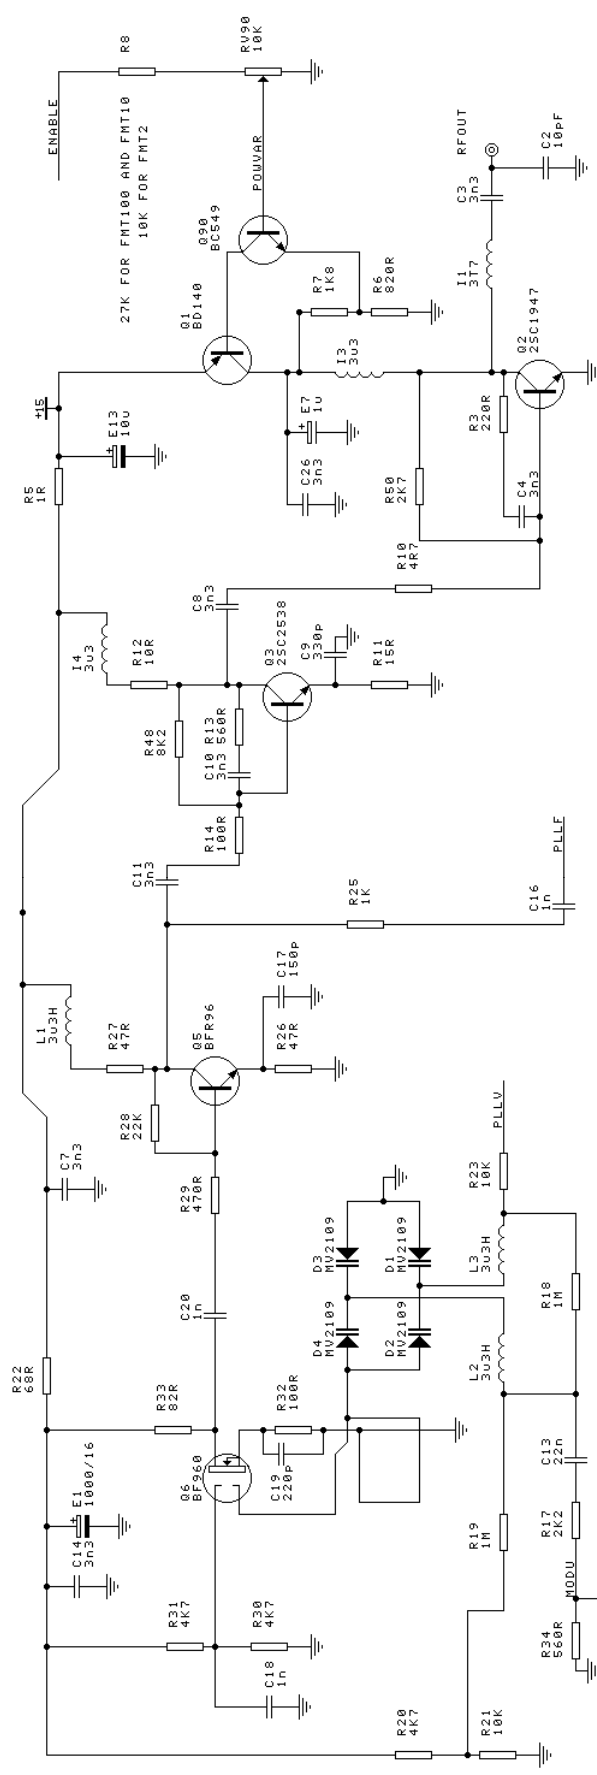 R8
RV90
10K
ENABLE
27K FOR FMT100 AND FMT10
10K FOR FMT2
POWVAR
RFOUT
C2
10pF
C3
3n3
I1
3T7
Q90
BC549
Q1
BD140
R7
1K8
R6
820R
+15
E13
10U
R5
1R
I3
3U3
E7
1U
C26
3n3
Q2
2SC1947
R3
220R
C4
3n3
R50
2K7
R10
4R7
C8
3n3
I4
3U3
R12
10R
Q3
2SC2538
C9
330p
R11
15R
R48
8K2
R13
560R
C10
3n3
R14
100R
C11
3n3
R25
1K
PLLF
C16
1n
L1
3U3H
R27
47R
Q5
BFR96
C17
150p
R26
47R
R28
22K
C7
3n3
R29
470R
PLLV
R23
10K
D3
MV2109
D1
MV2109
L3
3U3H
C20
1n
D4
MV2109
D2
MV2109
L2
3U3H
R18
1M
R22
68R
R33
82R
R32
100R
C19
220p
Q6
BF960
E1
1000/16
C14
3n3
C13
22n
R19
1M
R17
2K2
MODU
R34
560R
R31
4K7
R30
4K7
C18
1n
R20
4K7
R21
10K